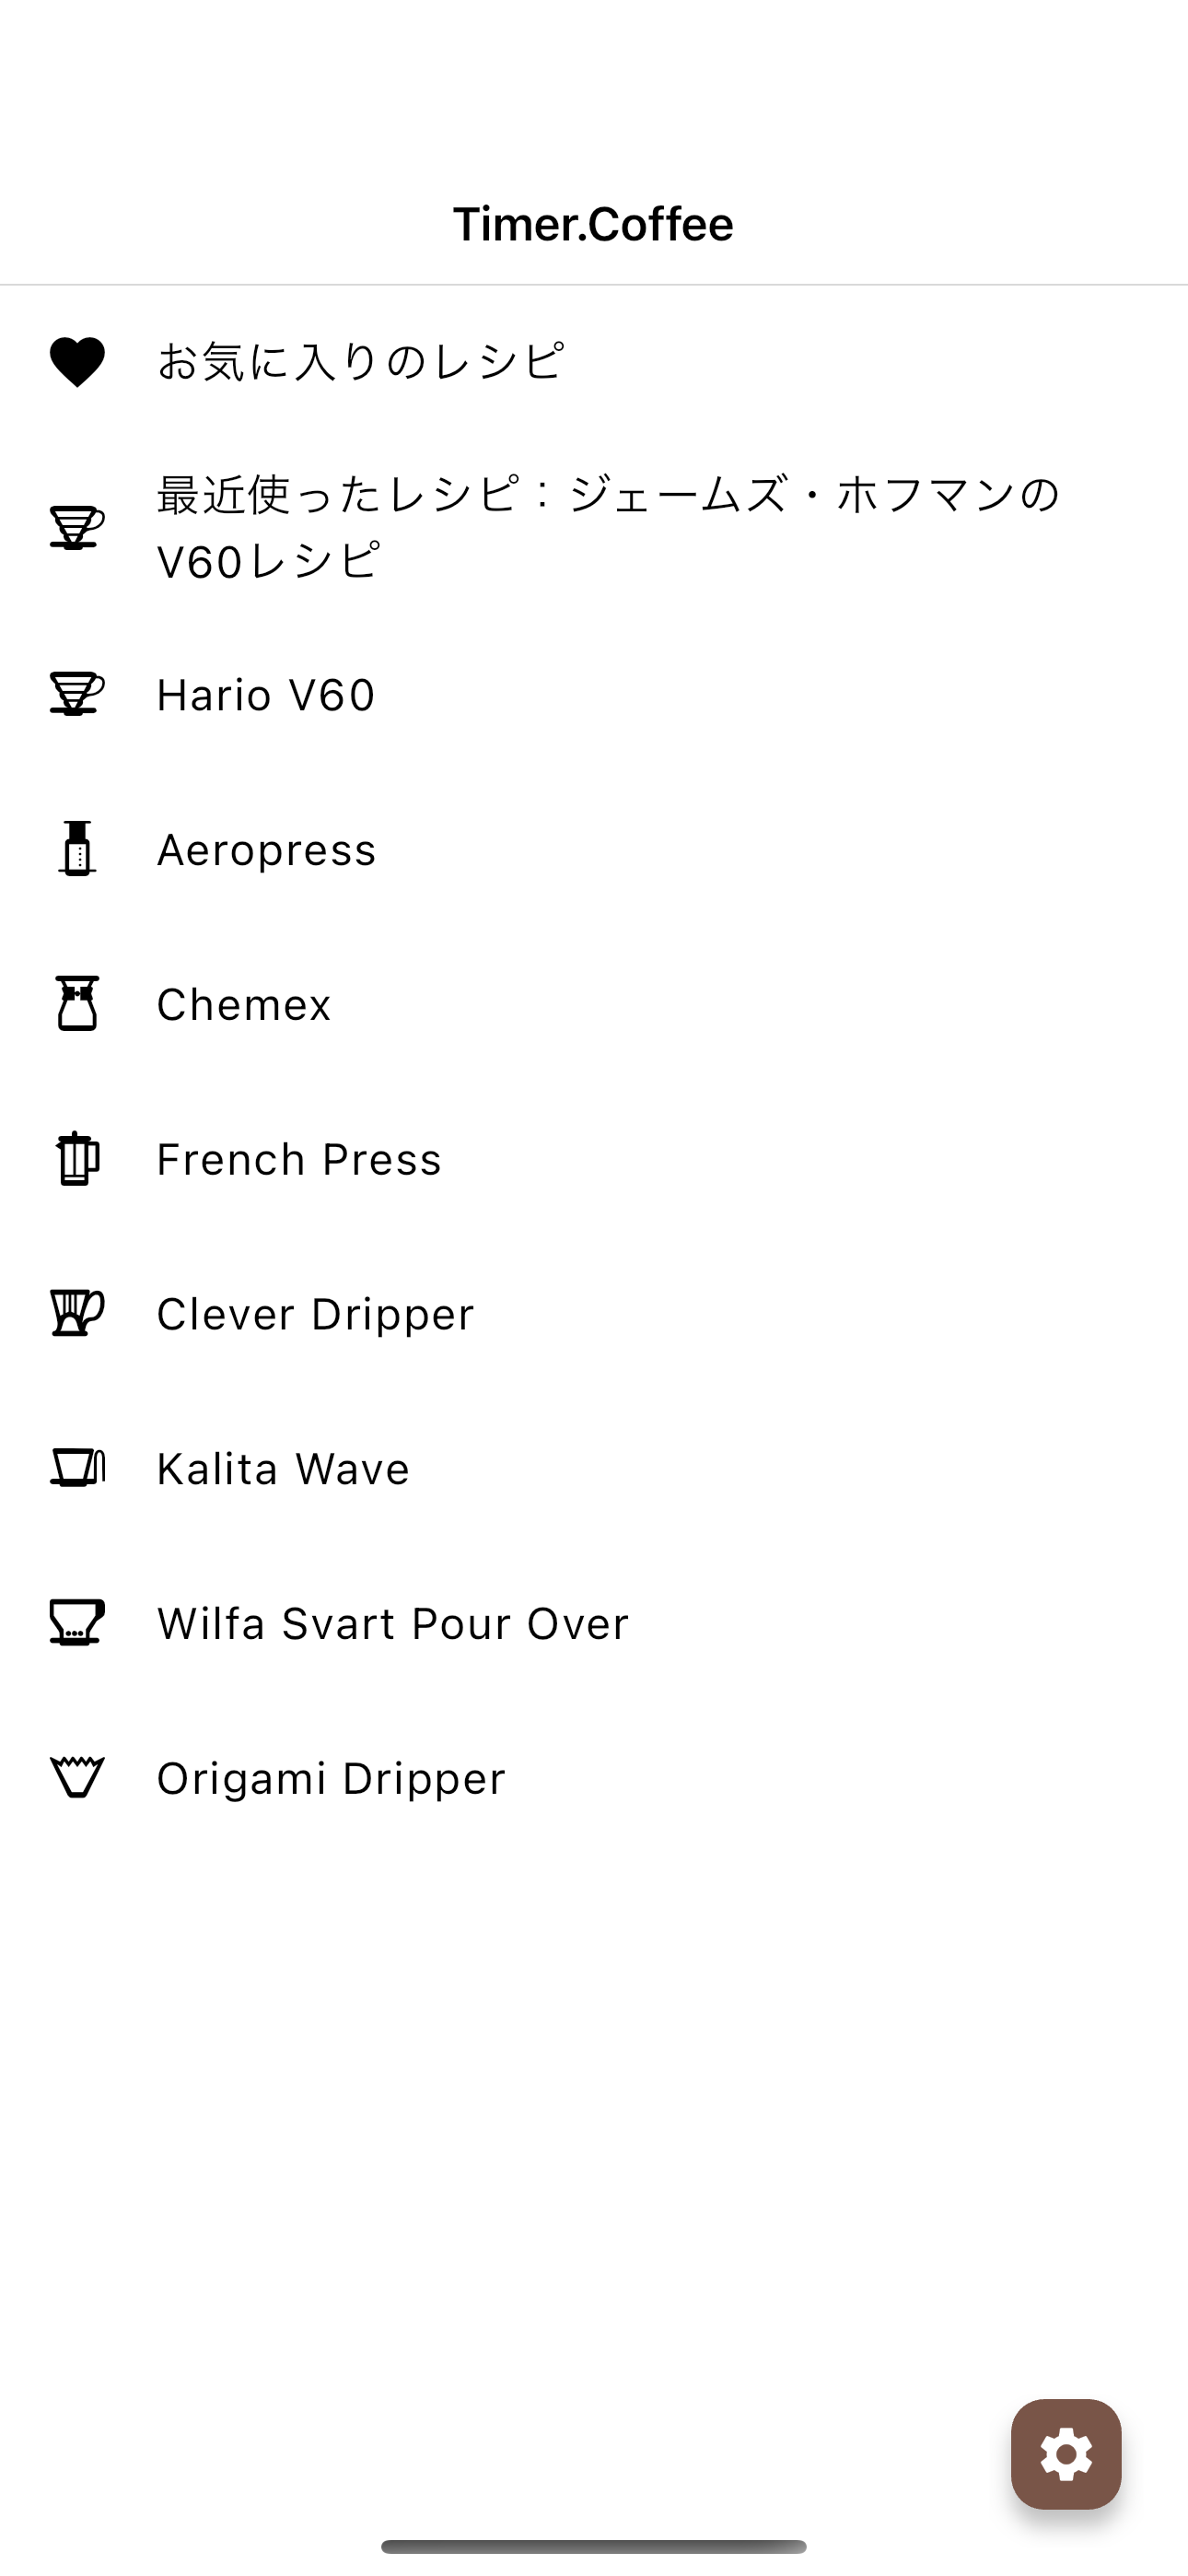 Timer.Coffee
お気に入りのレシピ
最近使ったレシピ：ジェームズ・ホフマンの
V60レシピ
Hario V60
Aeropress
Chemex
French Press
Clever Dripper
Kalita Wave
Wilfa Svart Pour Over
Origami Dripper